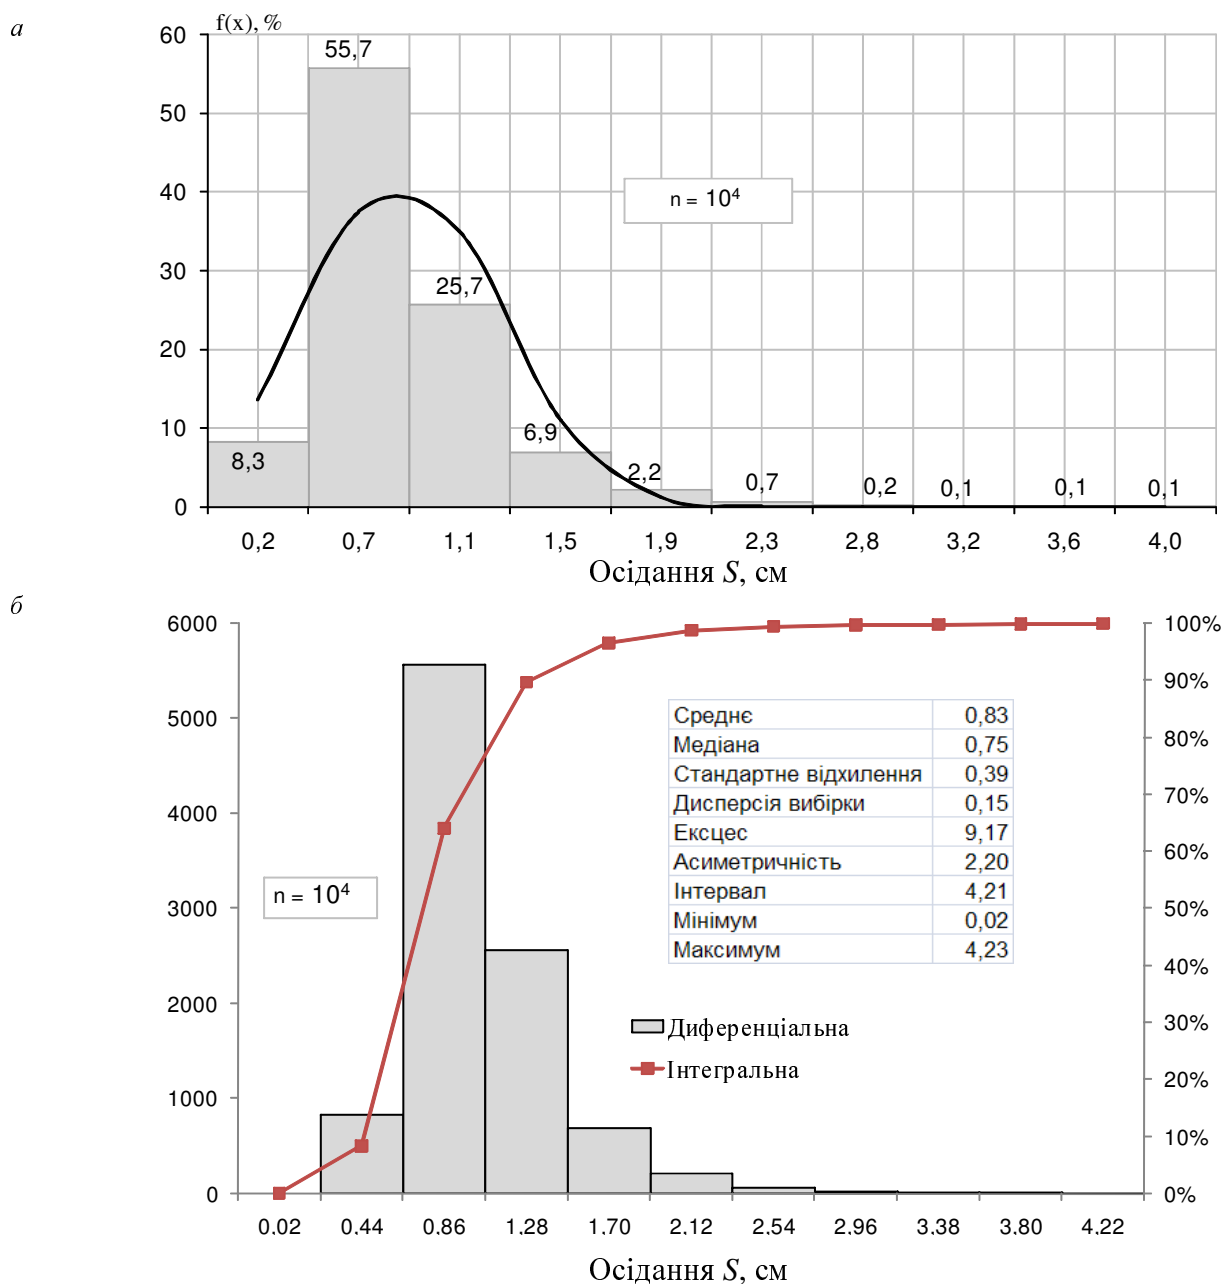 а
f(x), %
60
55,7
50
40
n = 10⁴
30
25,7
20
10
8,3
6,9
2,2
0,7
0,2
0,1
0,1
0,1
0
0,2 0,7 1,1 1,5 1,9 2,3 2,8 3,2 3,6 4,0
Осідання S, см
б
6000 100%
90%
5000
80%
4000
70%
60%
3000 50%
40%
2000
30%
20%
1000
10%
0 0%
Среднє 0,83
Медіана 0,75
Стандартне відхилення 0,39
Дисперсія вибірки 0,15
Ексцес 9,17
Асиметричність 2,20
Інтервал 4,21
Мінімум 0,02
Максимум 4,23
n = 10⁴
Диференціальна
Інтегральна
0,02 0,44 0,86 1,28 1,70 2,12 2,54 2,96 3,38 3,80 4,22
Осідання S, см